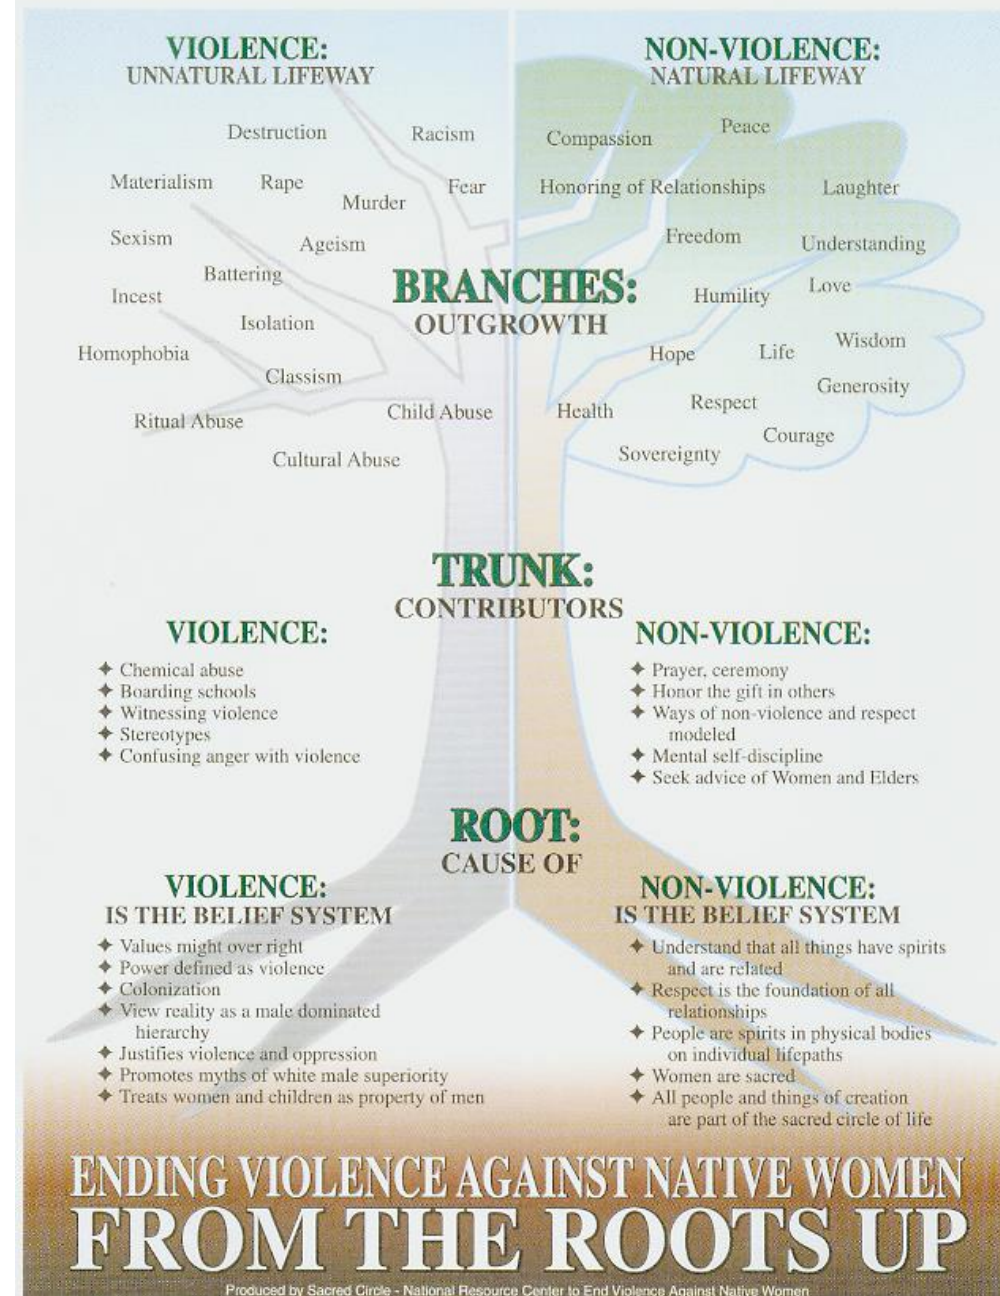 VIOLENCE:
UNNATURAL LIFEWAY
Destruction
Racism
Materialism
Rape
Murder
Fear
Sexism
Ageism
Battering
Incest
Isolation
Homophobia
Classism
Ritual Abuse
Child Abuse
Cultural Abuse
NON-VIOLENCE:
NATURAL LIFEWAY
Compassion
Peace
Honoring of Relationships
Laughter
Freedom
Understanding
Humility
Love
Hope
Life
Wisdom
Generosity
Health
Respect
Courage
Sovereignty
BRANCHES:
OUTGROWTH
TRUNK:
CONTRIBUTORS
VIOLENCE:
✦ Chemical abuse
✦ Boarding schools
✦ Witnessing violence
✦ Stereotypes
✦ Confusing anger with violence
NON-VIOLENCE:
✦ Prayer, ceremony
✦ Honor the gift in others
✦ Ways of non-violence and respect
modeled
✦ Mental self-discipline
✦ Seek advice of Women and Elders
ROOT:
CAUSE OF
VIOLENCE:
IS THE BELIEF SYSTEM
✦ Values might over right
✦ Power defined as violence
✦ Colonization
✦ View reality as a male dominated
hierarchy
✦ Justifies violence and oppression
✦ Promotes myths of white male superiority
✦ Treats women and children as property of men
NON-VIOLENCE:
IS THE BELIEF SYSTEM
✦ Understand that all things have spirits
and are related
✦ Respect is the foundation of all
relationships
✦ People are spirits in physical bodies
on individual lifepaths
✦ Women are sacred
✦ All people and things of creation
are part of the sacred circle of life
ENDING VIOLENCE AGAINST NATIVE WOMEN
FROM THE ROOTS UP
Produced by Sacred Circle - National Resource Center to End Violence Against Native Women